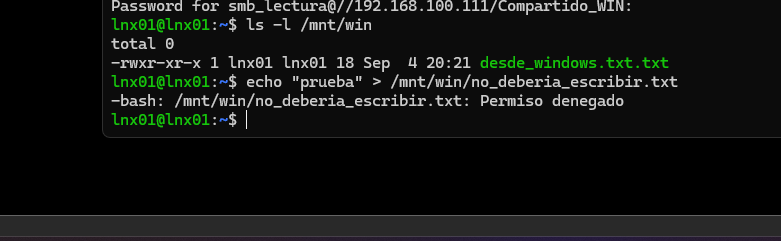 Password for smb_lectura@//192.168.100.111/Compartido_WIN:
lnx01@lnx01:~$ ls -l /mnt/win
total 0
-rwxr-xr-x 1 lnx01 lnx01 18 Sep  4 20:21 desde_windows.txt.txt
lnx01@lnx01:~$ echo "prueba" > /mnt/win/no_deberia_escribir.txt
-bash: /mnt/win/no_deberia_escribir.txt: Permiso denegado
lnx01@lnx01:~$